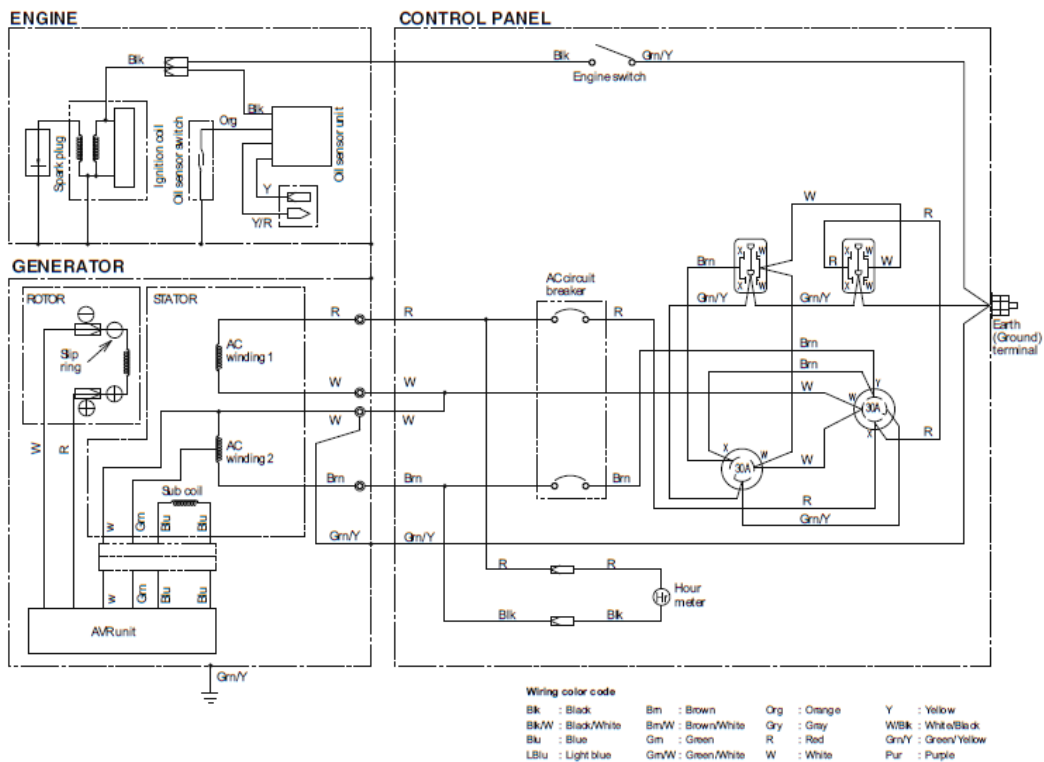 ENGINE
CONTROL PANEL
Blk
Blk
Grn/Y
Engine switch
Blk
Org
Spark plug
Ignition coil
Oil sensor switch
Oil sensor unit
Y
Y/R
W
R
X W
X W
Brn
R
W
Grn/Y
Grn/Y
Earth
(Ground)
terminal
GENERATOR
ROTOR
STATOR
AC circuit
breaker
Slip
ring
AC
winding 1
R
R
R
Brn
Brn
W
W
W
Y
W
30A
X
R
W
W
AC
winding 2
W
R
X
W
30A
W
Brn
Brn
Brn
R
Grn/Y
Sub coil
w
Grn
Blu
Blu
Grn/Y
Grn/Y
R
R
Hr
Hour
meter
Blk
Blk
w
Grn
Blu
Blu
AVR unit
Grn/Y
Wiring color code
Blk : Black
Brn : Brown
Org : Orange
Y : Yellow
Blk/W : Black/White
Brn/W : Brown/White
Gry : Gray
W/Blk : White/Black
Blu : Blue
Grn : Green
R : Red
Grn/Y : Green/Yellow
LBlu : Light blue
Grn/W : Green/White
W : White
Pur : Purple